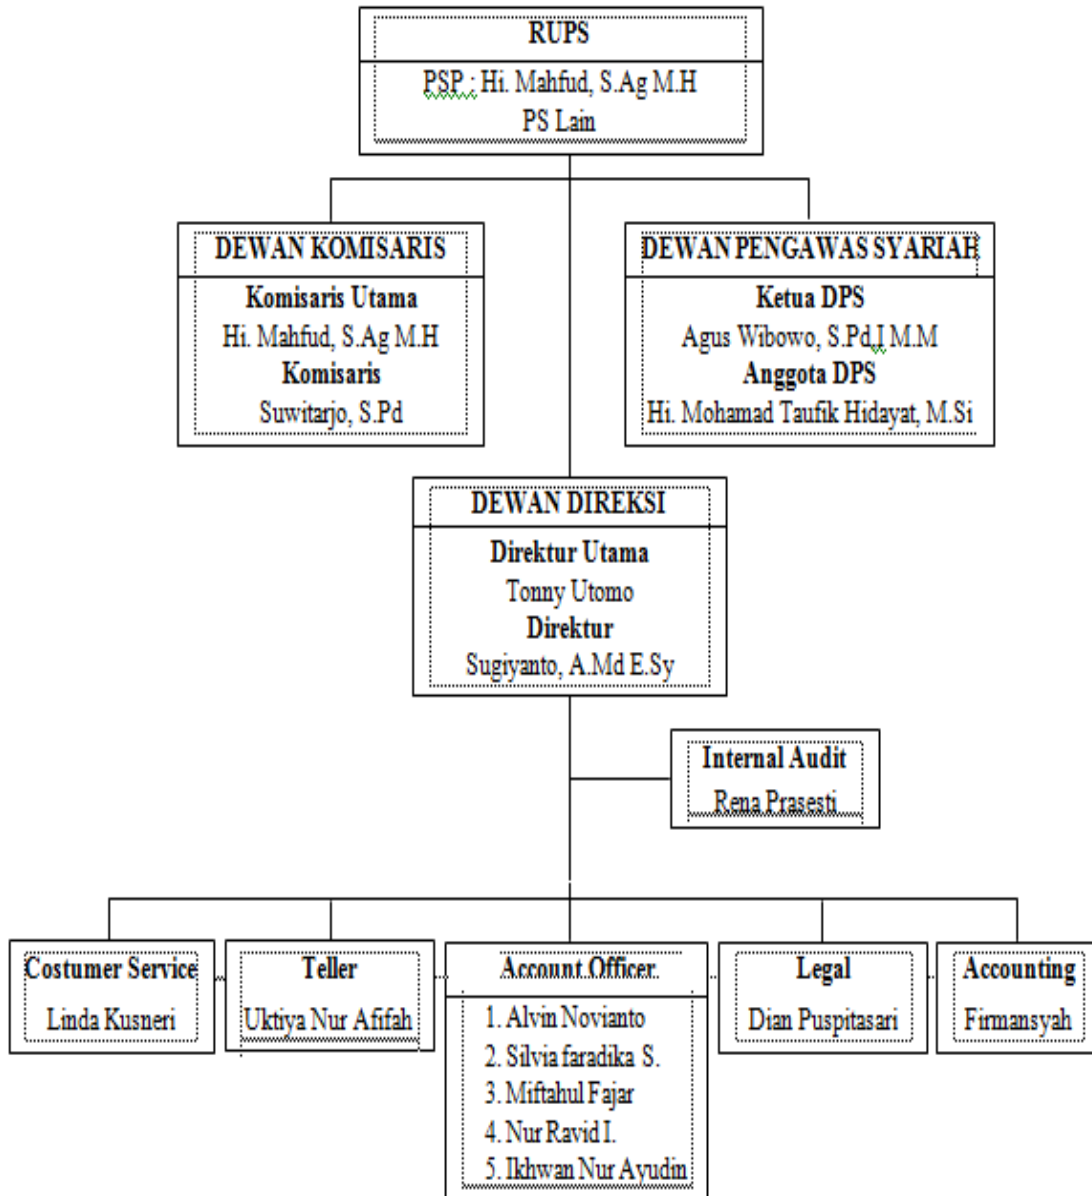 RUPS
PSP : Hi. Mahfud, S.Ag M.H
PS Lain
DEWAN KOMISARIS
Komisaris Utama
Hi. Mahfud, S.Ag M.H
Komisaris
Suwitarjo, S.Pd
DEWAN PENGAWAS SYARIAH
Ketua DPS
Agus Wibowo, S.Pd,I M.M
Anggota DPS
Hi. Mohamad Taufik Hidayat, M.Si
DEWAN DIREKSI
Direktur Utama
Tonny Utomo
Direktur
Sugiyanto, A.Md E.Sy
Internal Audit
Rena Prasesti
Costumer Service
Linda Kusneri
Teller
Uktiya Nur Afifah
Account Officer
1. Alvin Novianto
2. Silvia faradika S.
3. Miftahul Fajar
4. Nur Ravid I.
5. Ikhwan Nur Ayudin
Legal
Dian Puspitasari
Accounting
Firmansyah